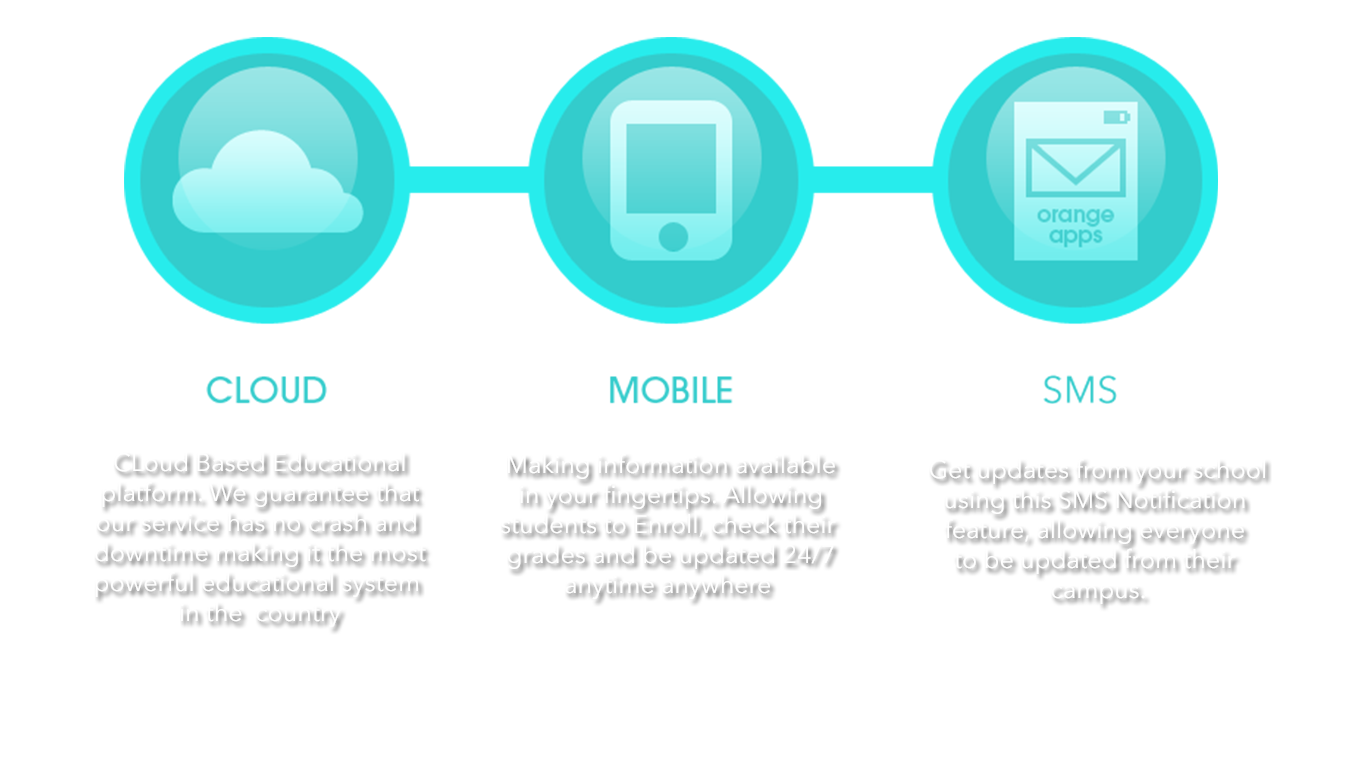 orange
apps
CLOUD
MOBILE
SMS
CLoud Based Educational
platform. We guarantee that
our service has no crash and
downtime making it the most
powerful educational system
in the country
Making information available
in your fingertips. Allowing
students to Enroll, check their
grades and be updated 24/7
anytime anywhere
Get updates from your school
using this SMS Notification
feature, allowing everyone
to be updated from their
campus.